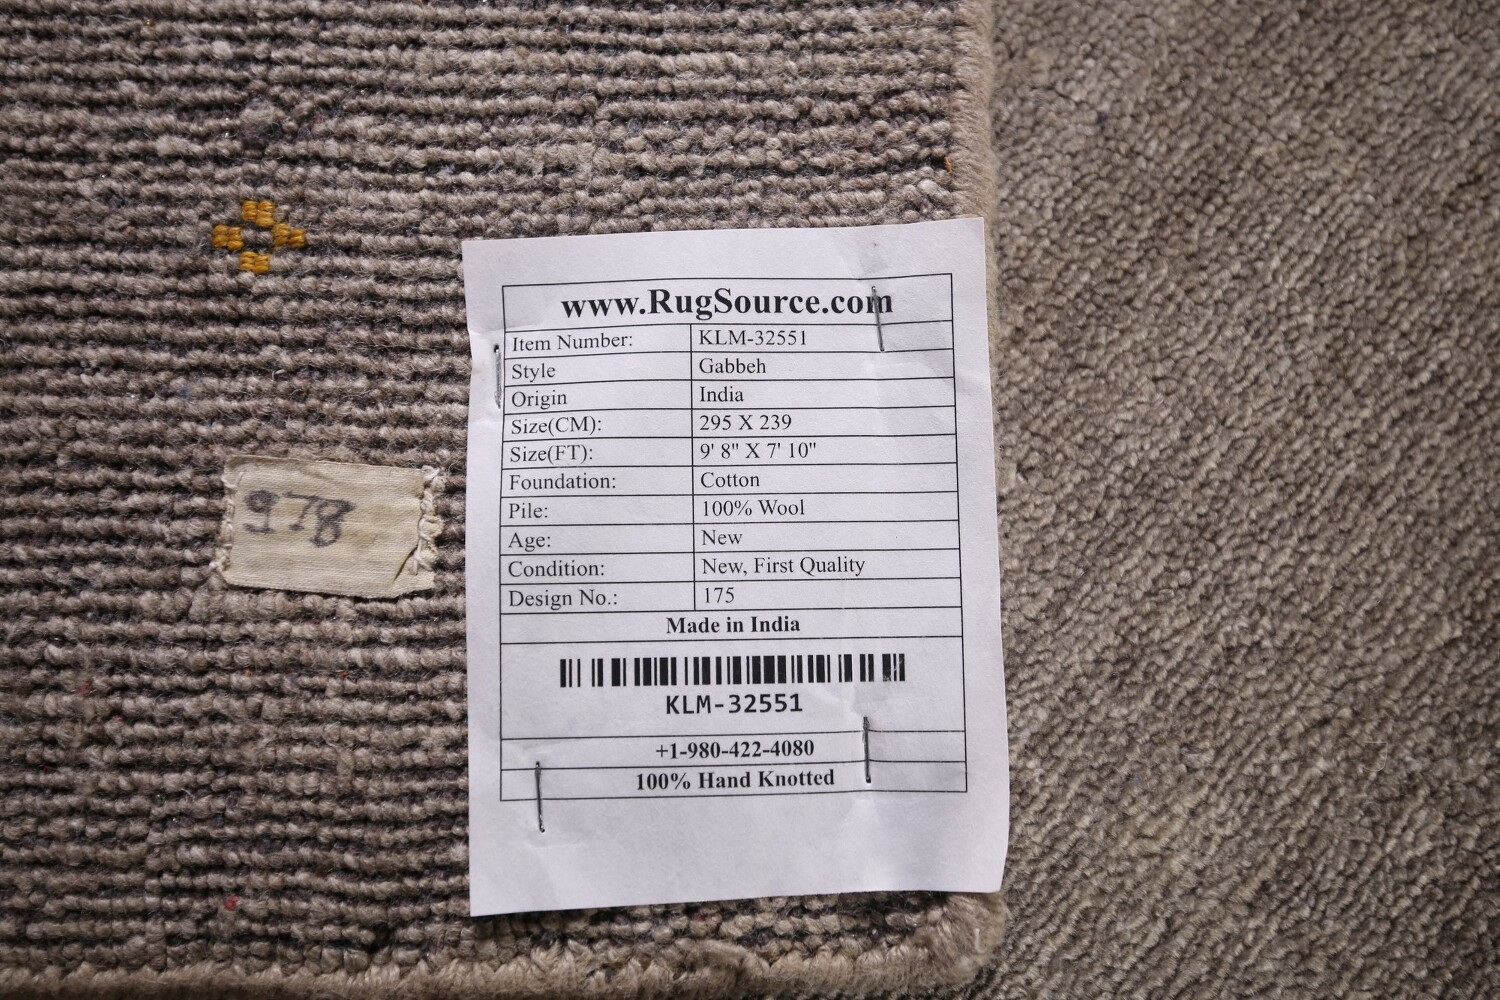 www.RugSource.com
Item Number: KLM-32551
Style Gabbeh
Origin India
Size(CM): 295 X 239
Size(FT): 9' 8" X 7' 10"
Foundation: Cotton
Pile: 100% Wool
Age: New
Condition: New, First Quality
Design No.: 175
Made in India
KLM-32551
+1-980-422-4080
100% Hand Knotted
978